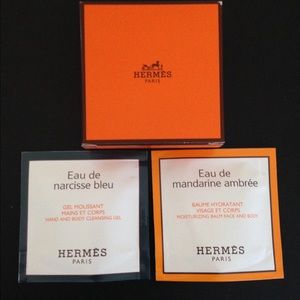 HERMÈS
PARIS
Eau de
narcisse bleu
GEL MOUSSANT
MAINS ET CORPS
HAND AND BODY CLEANSING GEL
HERMÈS
PARIS
Eau de
mandarine ambrée
BAUME HYDRATANT
VISAGE ET CORPS
MOISTURIZING BALM FACE AND BODY
HERMÈS
PARIS